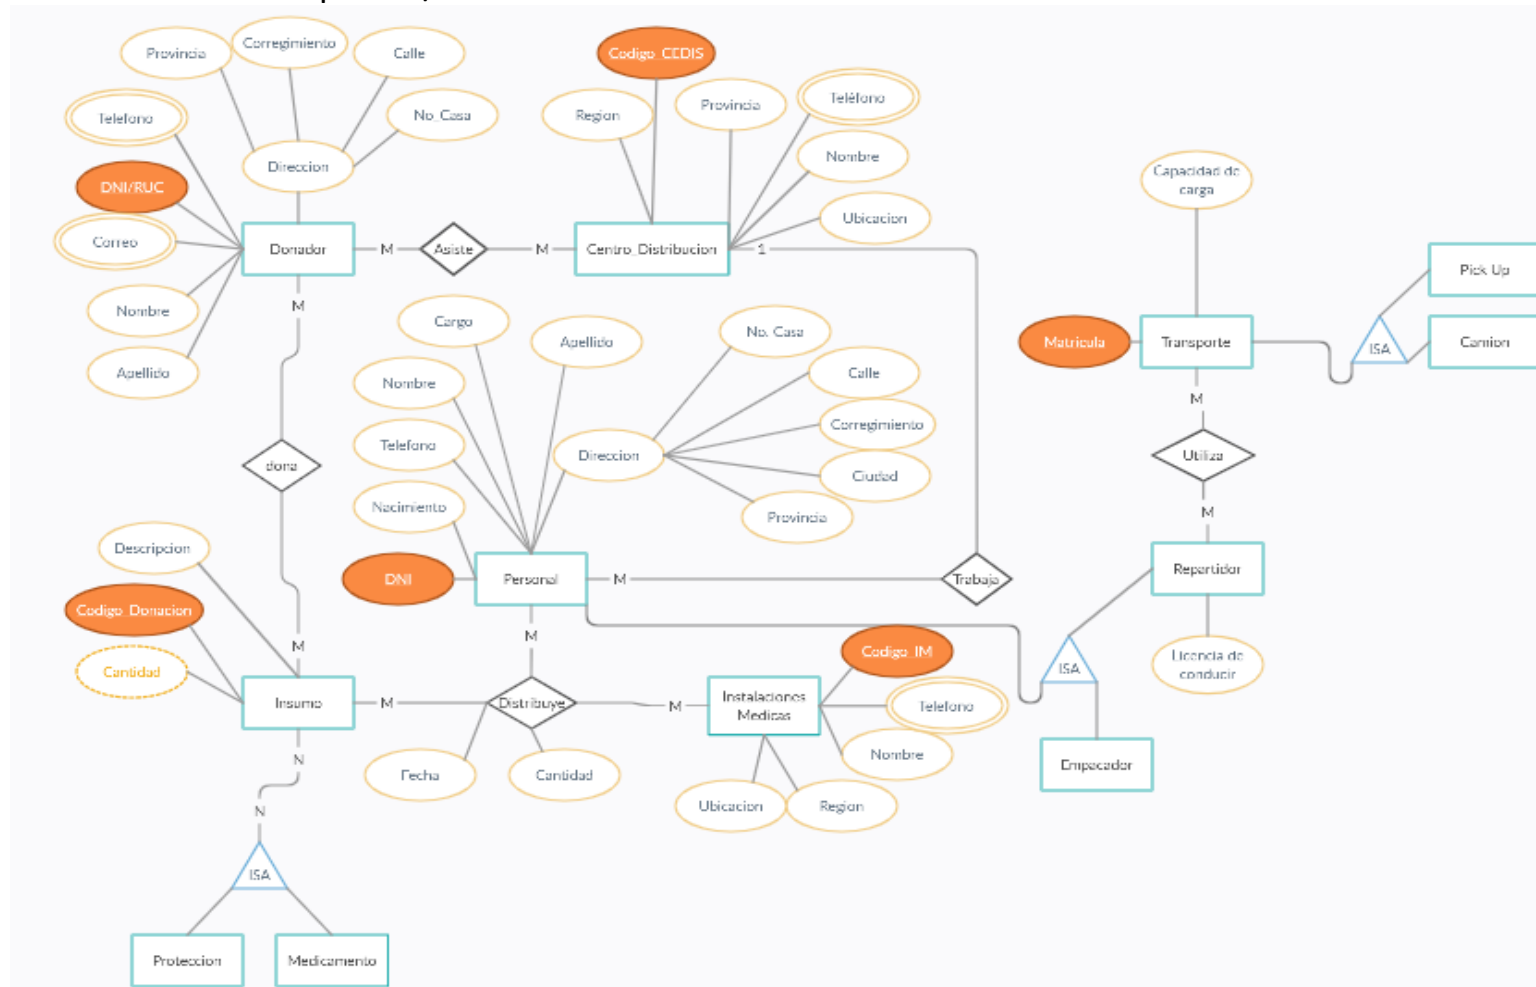 Corregimiento
Provincia
Calle
Codigo_CEDIS
Telefono
No_Casa
Region
Provincia
Teléfono
DNI/RUC
Direccion
Nombre
Capacidad de
carga
Correo
Donador
M
Asiste
M
Centro_Distribucion
1
Ubicacion
Pick Up
Nombre
M
Cargo
Apellido
No. Casa
Matricula
Transporte
ISA
Camion
Apellido
Nombre
Calle
M
Telefono
Direccion
Corregimiento
Utiliza
dona
Ciudad
Nacimiento
Provincia
M
Descripcion
DNI
Personal
M
Trabaja
Repartidor
Codigo_Donacion
M
M
Codigo_IM
ISA
Licencia de
conducir
Cantidad
Insumo
M
Distribuye
M
Instalaciones
Medicas
Telefono
N
Fecha
Cantidad
Nombre
Empacador
N
Ubicacion
Region
ISA
Proteccion
Medicamento